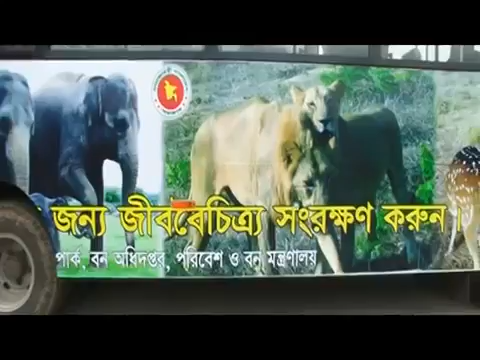 জন্য জীববৈচিত্র্য সংরক্ষণ করুন।
পার্ক, বন অধিদপ্তর, পরিবেশ ও বন মন্ত্রণালয়